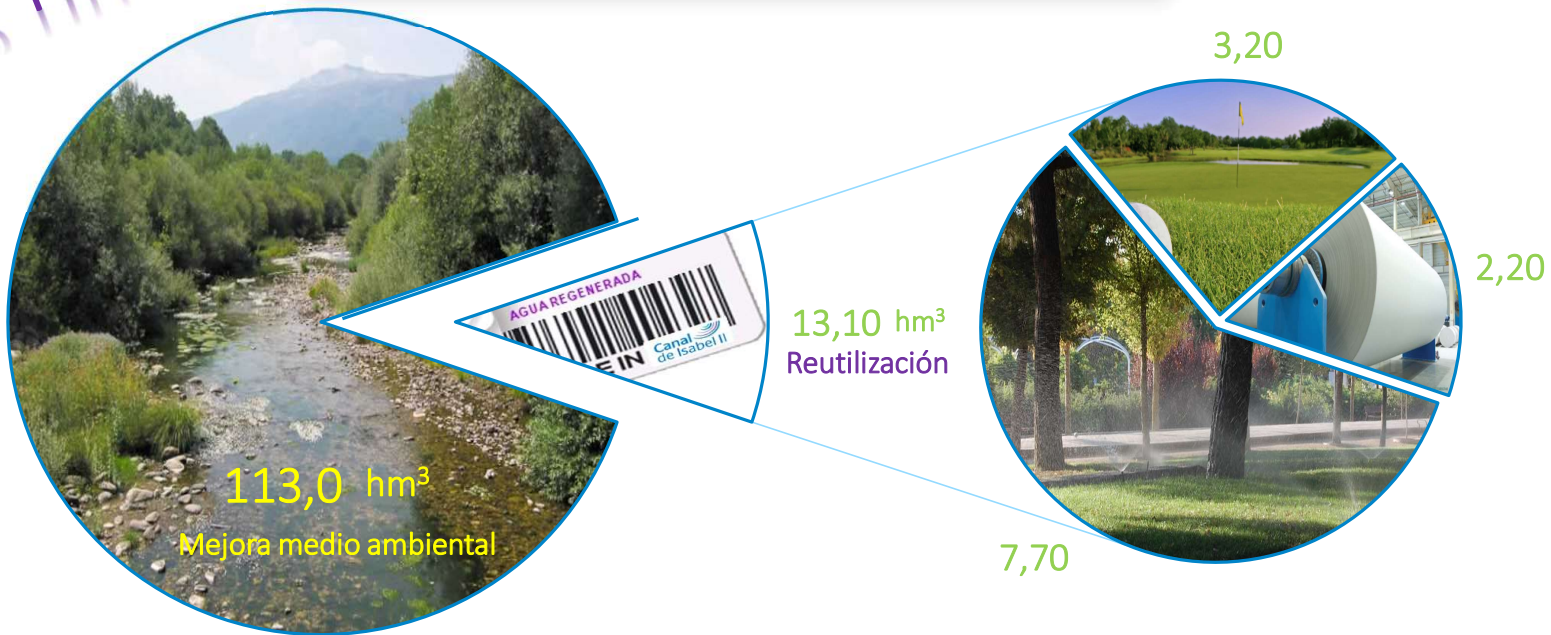 3,20
AGUA REGENERADA
E IN Canal
de Isabel II
13,10 hm³
Reutilización
2,20
113,0 hm³
Mejora medio ambiental
7,70